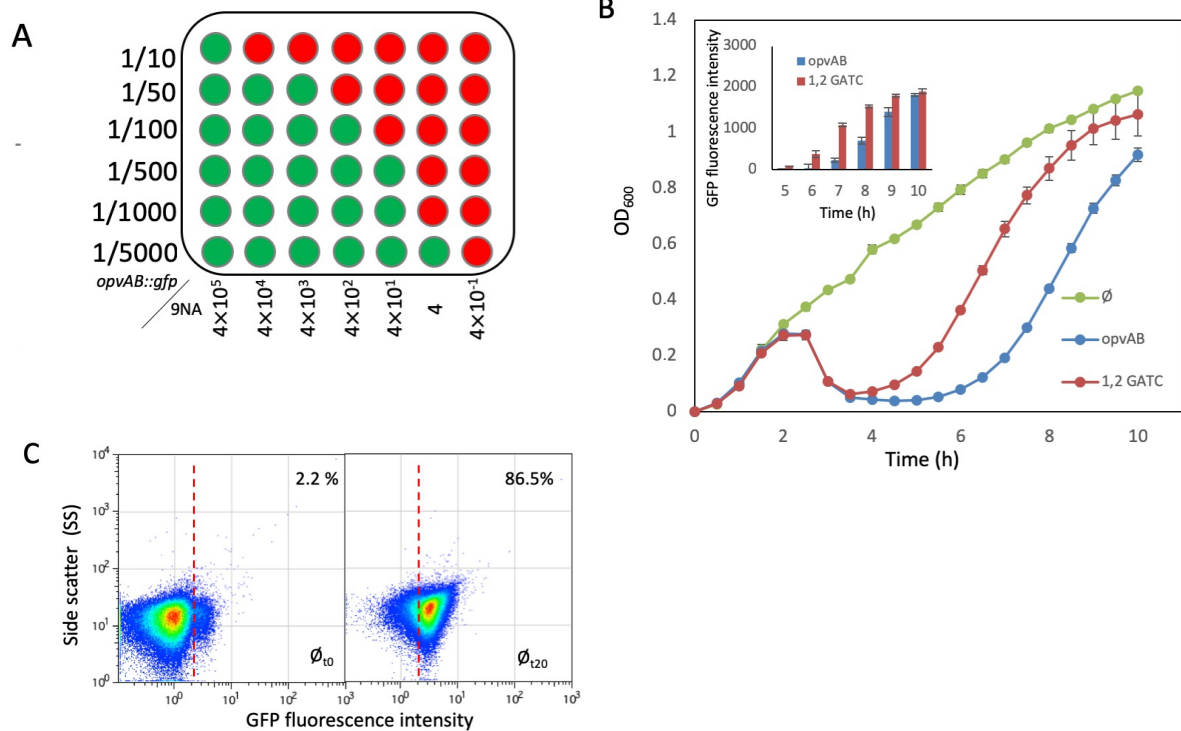 A
1/10
1/50
1/100
1/500
1/1000
1/5000
opvAB::gfp
9NA
4×10⁵
4×10⁴
4×10³
4×10²
4×10¹
4
4×10⁻¹
B
OD₆₀₀
1.4
1.2
1
0.8
0.6
0.4
0.2
0
0 2 4 6 8 10
Time (h)
GFP fluorescence intensity
3000
2000
1000
0
opvAB
1,2 GATC
5 6 7 8 9 10
Time (h)
Ø
opvAB
1,2 GATC
C
Side scatter (SS)
10⁴
10³
10²
10¹
10⁰
2.2 %
86.5%
Øt0
Øt20
10⁰ 10¹ 10² 10³ 10⁰ 10¹ 10² 10³
GFP fluorescence intensity